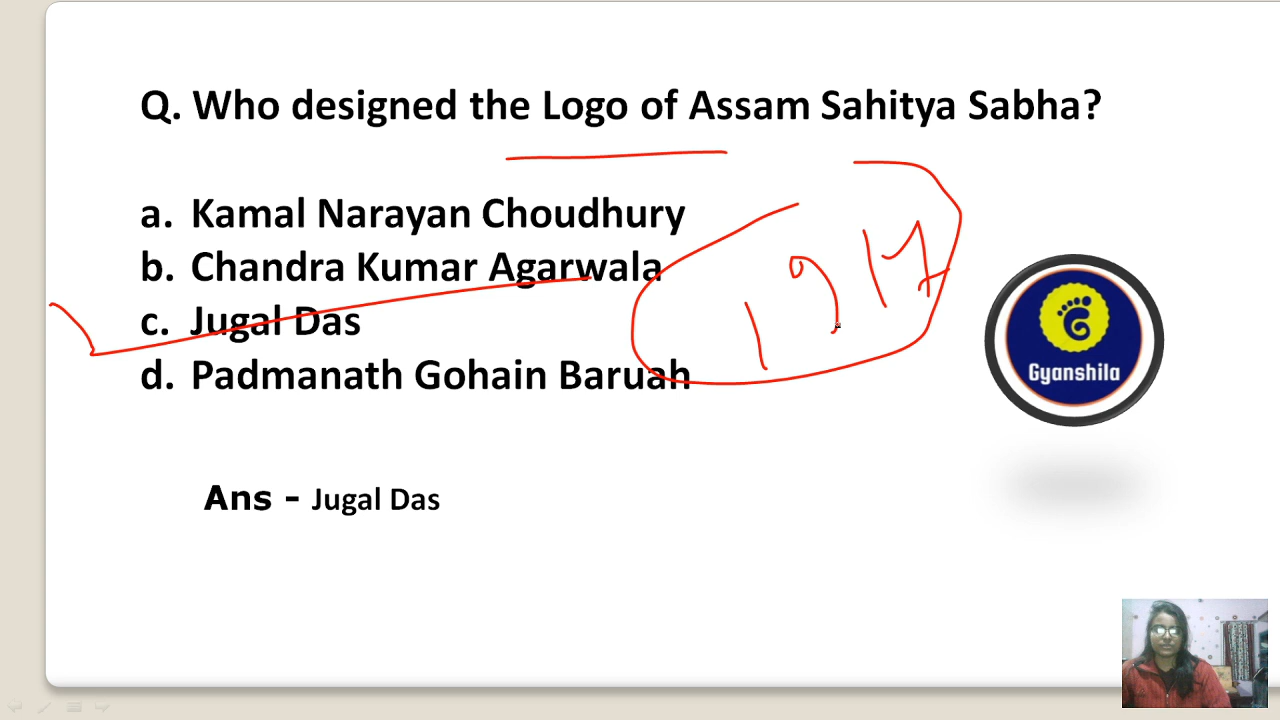 Q. Who designed the Logo of Assam Sahitya Sabha?
a. Kamal Narayan Choudhury
b. Chandra Kumar Agarwala
c. Jugal Das
d. Padmanath Gohain Baruah
1917
Gyanshila
Ans - Jugal Das